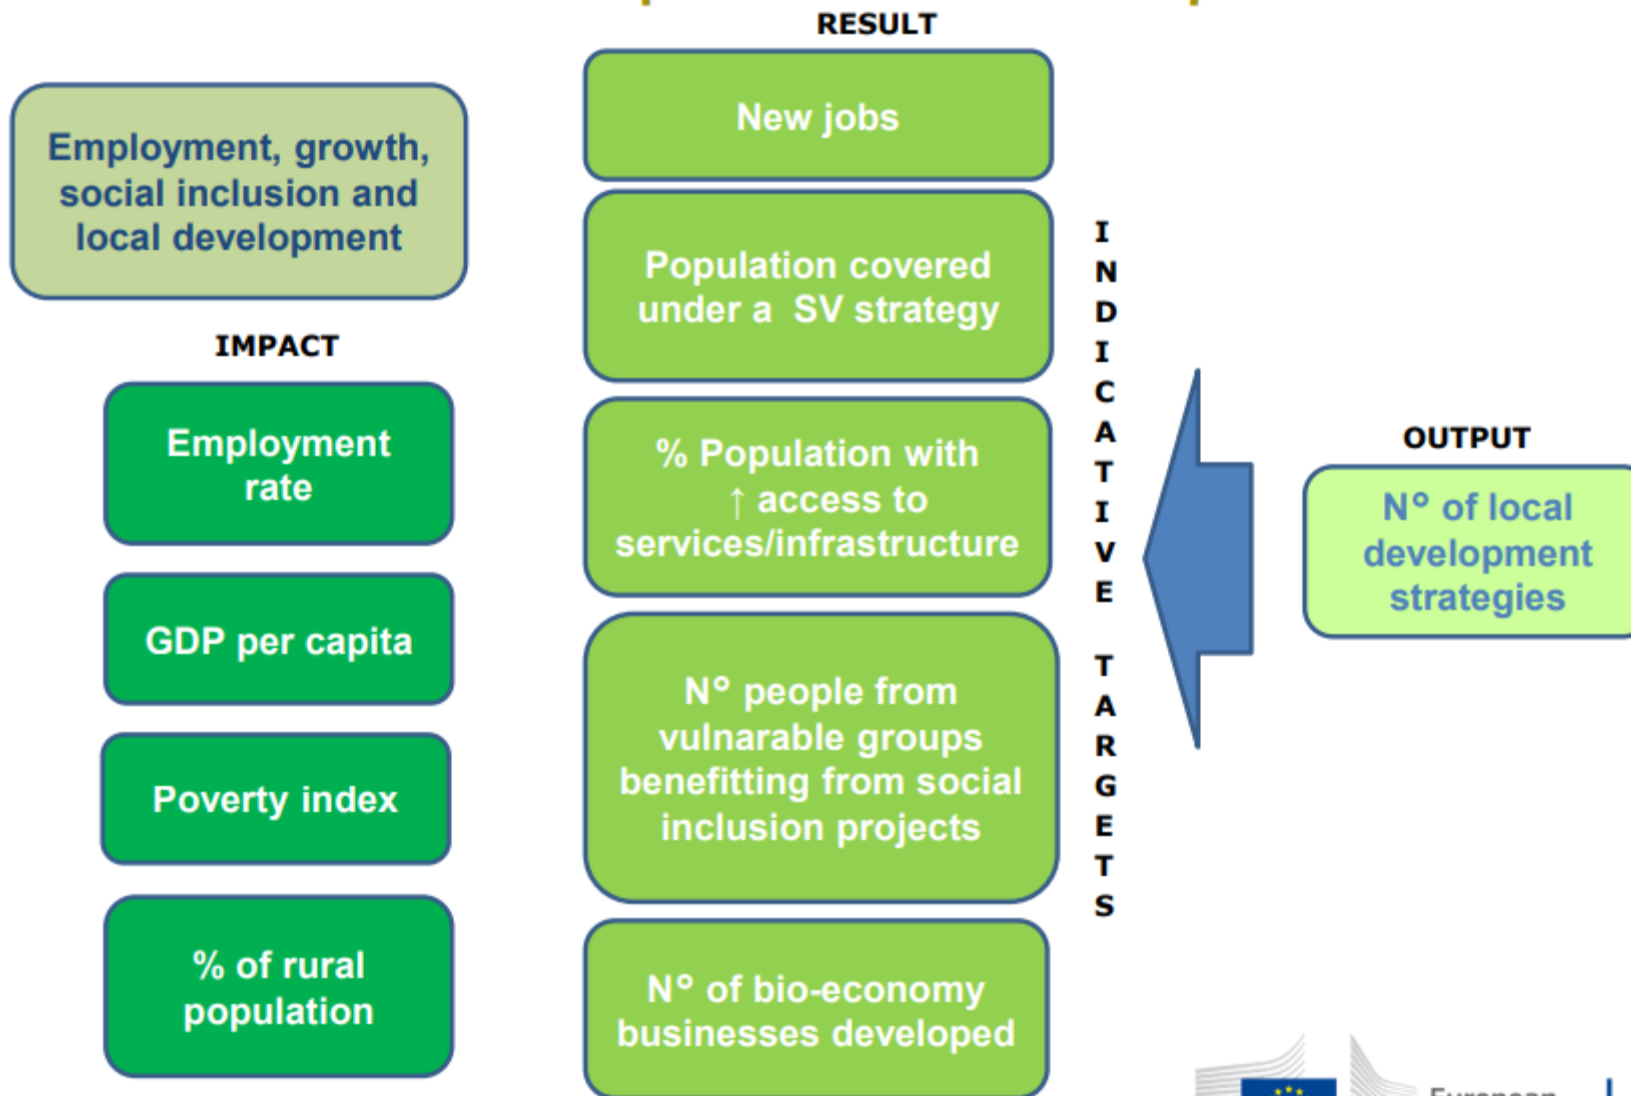 RESULT
Employment, growth,
social inclusion and
local development
IMPACT
Employment
rate
GDP per capita
Poverty index
% of rural
population
New jobs
Population covered
under a SV strategy
% Population with
↑ access to
services/infrastructure
N° people from
vulnarable groups
benefitting from social
inclusion projects
N° of bio-economy
businesses developed
INDICATIVE TARGETS
OUTPUT
N° of local
development
strategies
European